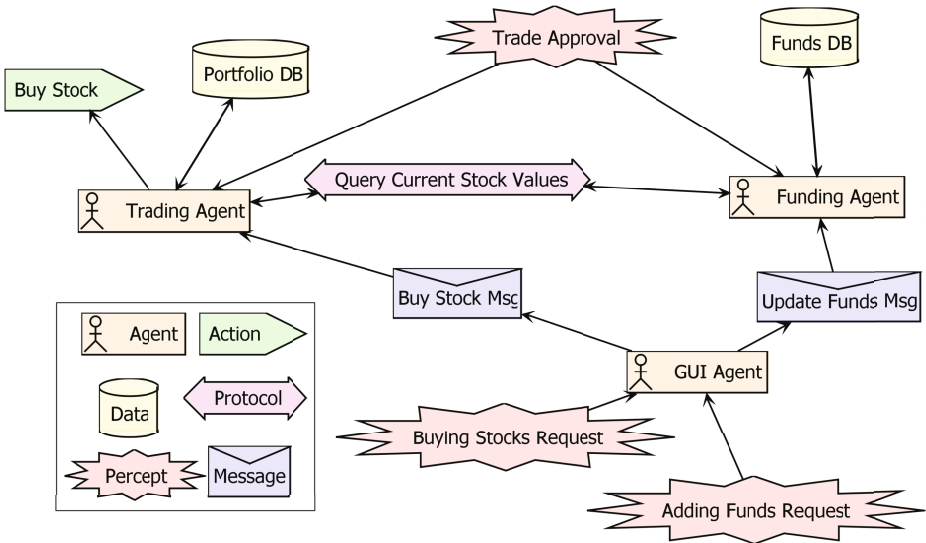 Trade Approval
Funds DB
Portfolio DB
Buy Stock
Query Current Stock Values
Trading Agent
Funding Agent
Buy Stock Msg
Update Funds Msg
GUI Agent
Buying Stocks Request
Adding Funds Request
Agent
Action
Data
Protocol
Percept
Message